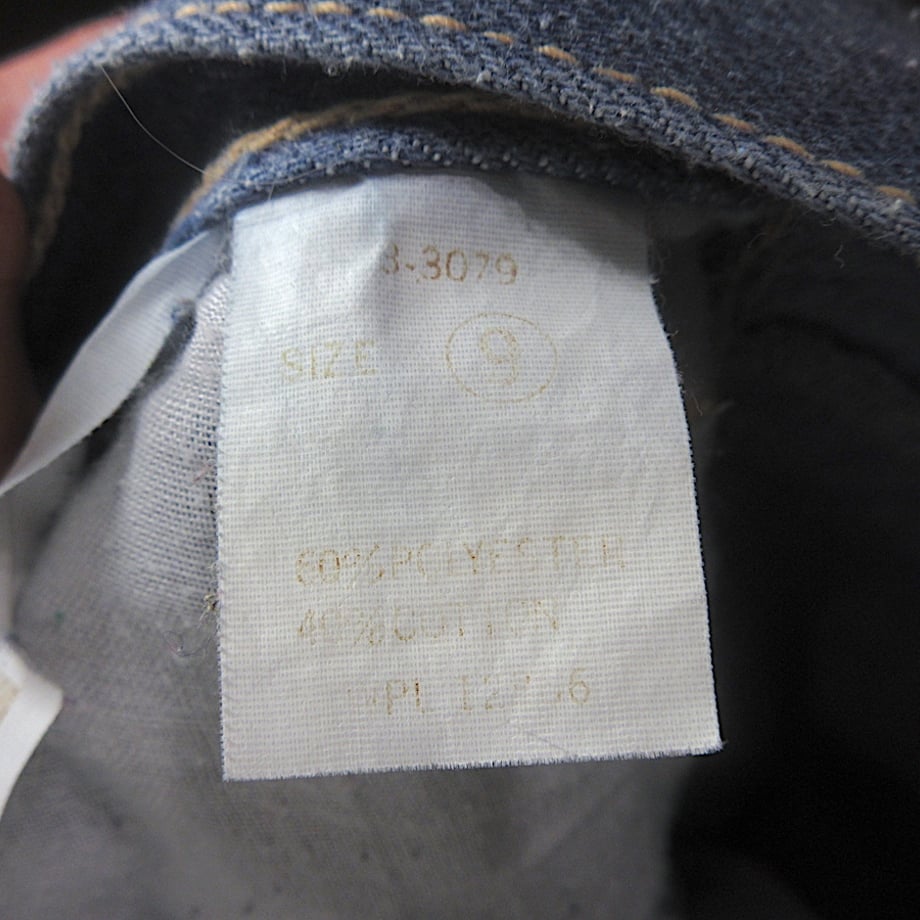 3-3079
SIZE 9
60% POLYESTER
40% COTTON